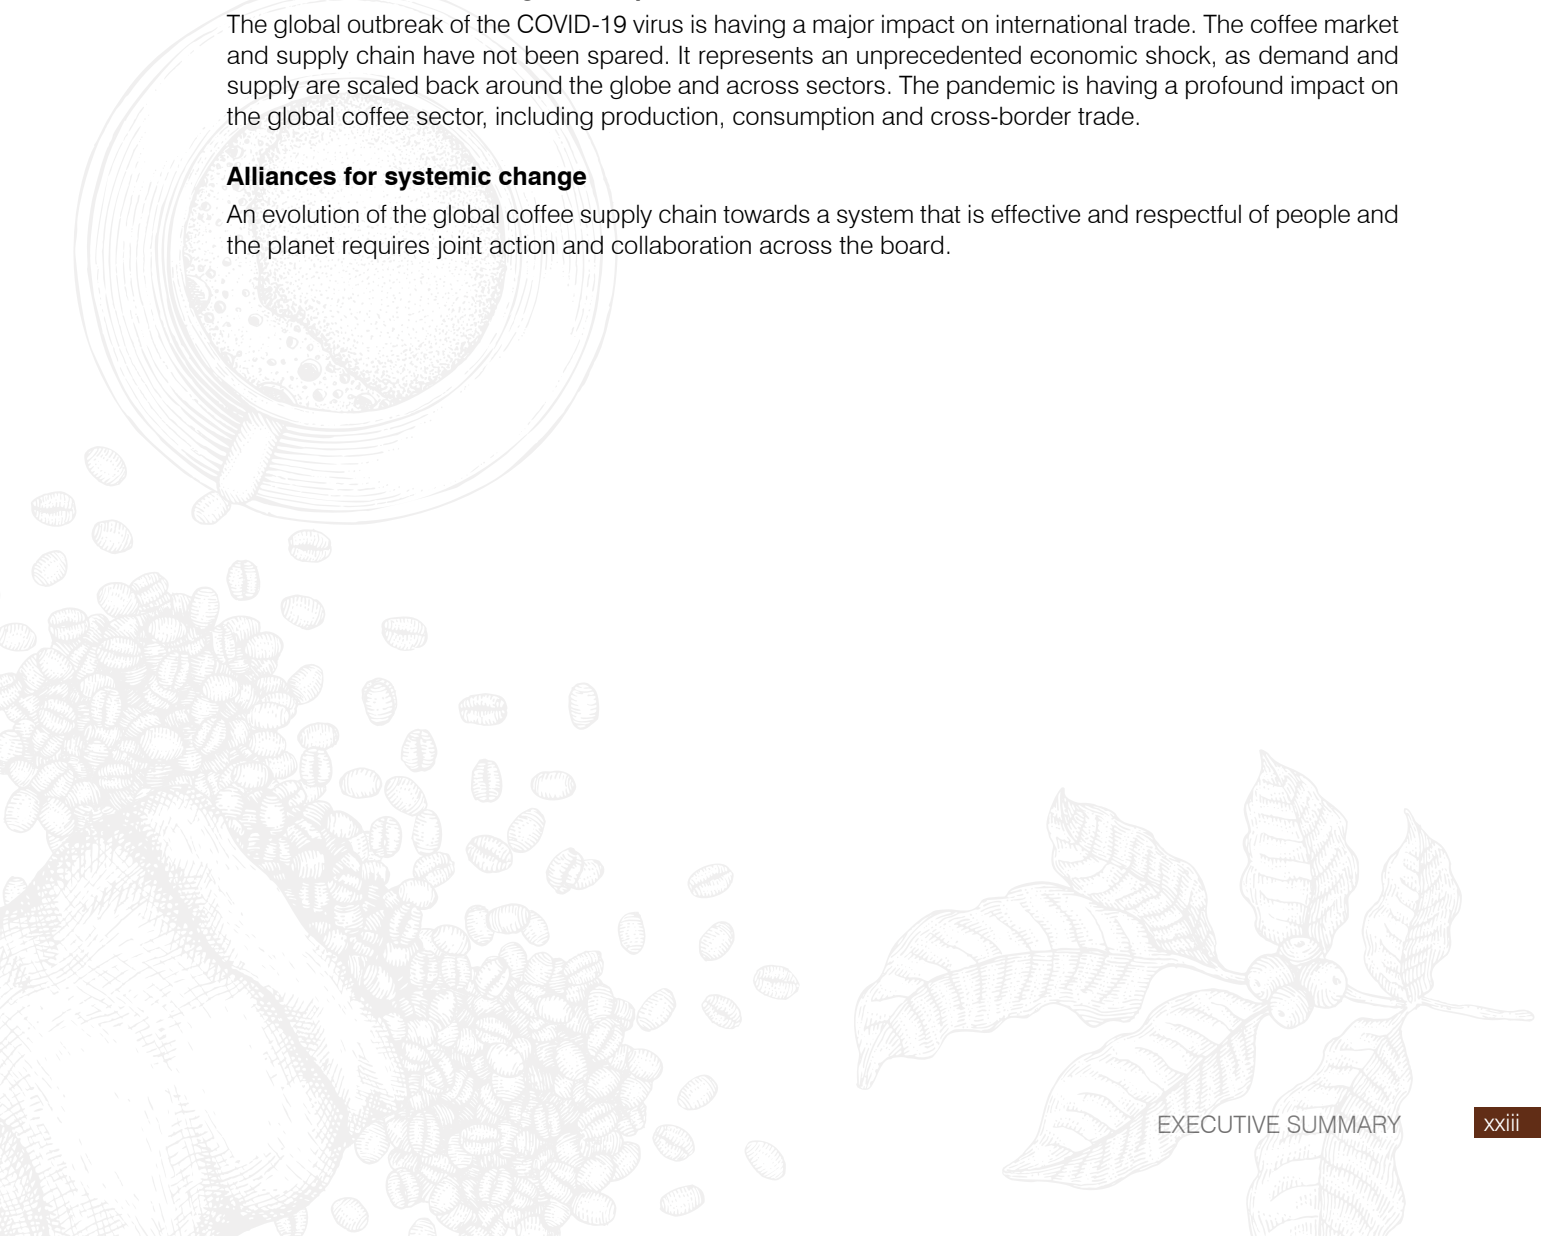 The global outbreak of the COVID-19 virus is having a major impact on international trade. The coffee market
and supply chain have not been spared. It represents an unprecedented economic shock, as demand and
supply are scaled back around the globe and across sectors. The pandemic is having a profound impact on
the global coffee sector, including production, consumption and cross-border trade.
Alliances for systemic change
An evolution of the global coffee supply chain towards a system that is effective and respectful of people and
the planet requires joint action and collaboration across the board.
EXECUTIVE SUMMARY xxiii